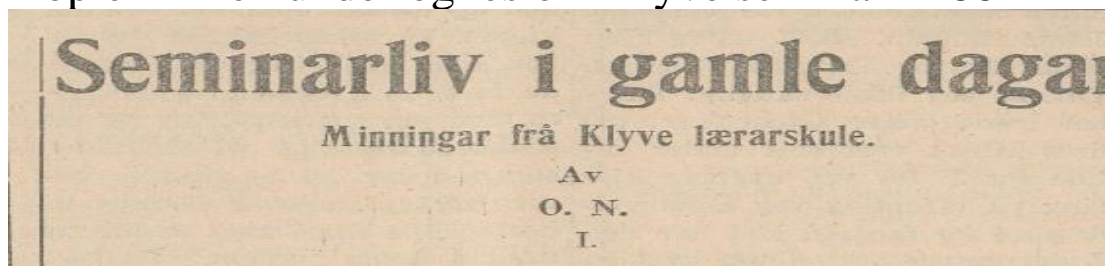 Seminarliv i gamle dagar
Minningar frå Klyve lærarskule.
Av
O. N.
I.